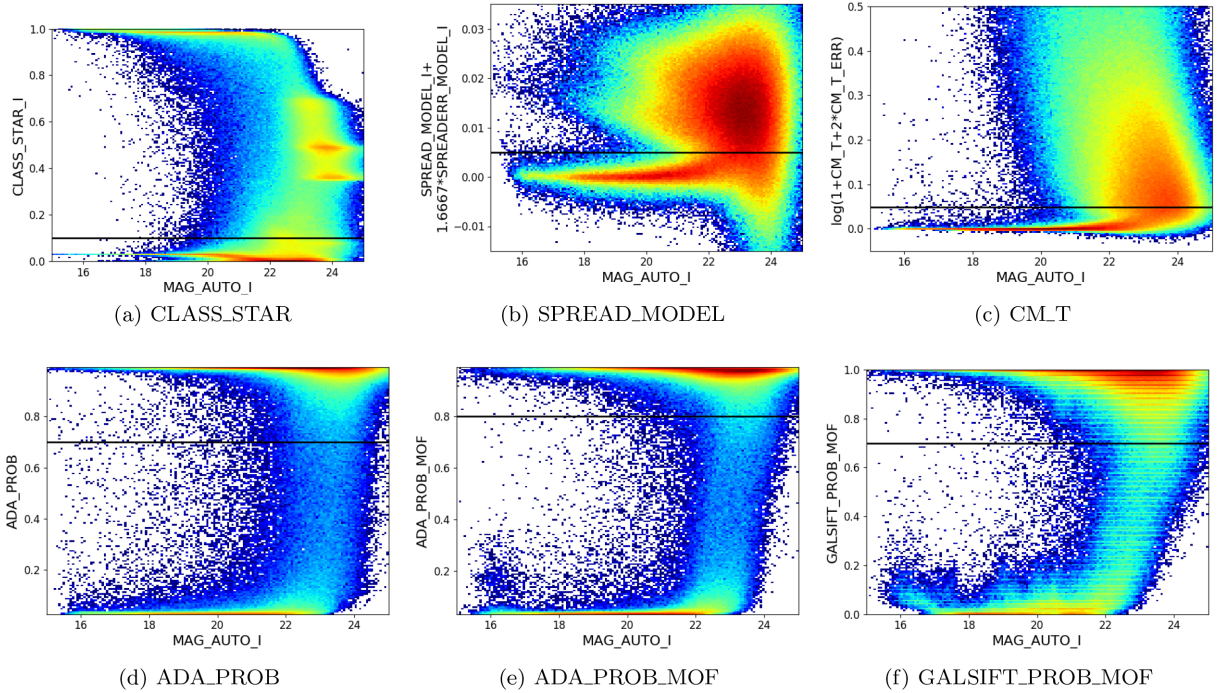 1.0
0.8
0.6
0.4
0.2
0.0
CLASS_STAR_I
16 18 20 22 24
MAG_AUTO_I
(a) CLASS_STAR
0.03
0.02
0.01
0.00
−0.01
SPREAD_MODEL_I+
1.6667*SPREADERR_MODEL_I
16 18 20 22 24
MAG_AUTO_I
(b) SPREAD_MODEL
0.5
0.4
0.3
0.2
0.1
0.0
log(1+CM_T+2*CM_T_ERR)
16 18 20 22 24
MAG_AUTO_I
(c) CM_T
0.8
0.6
0.4
0.2
ADA_PROB
16 18 20 22 24
MAG_AUTO_I
(d) ADA_PROB
0.8
0.6
0.4
0.2
ADA_PROB_MOF
16 18 20 22 24
MAG_AUTO_I
(e) ADA_PROB_MOF
1.0
0.8
0.6
0.4
0.2
0.0
GALSIFT_PROB_MOF
16 18 20 22 24
MAG_AUTO_I
(f) GALSIFT_PROB_MOF